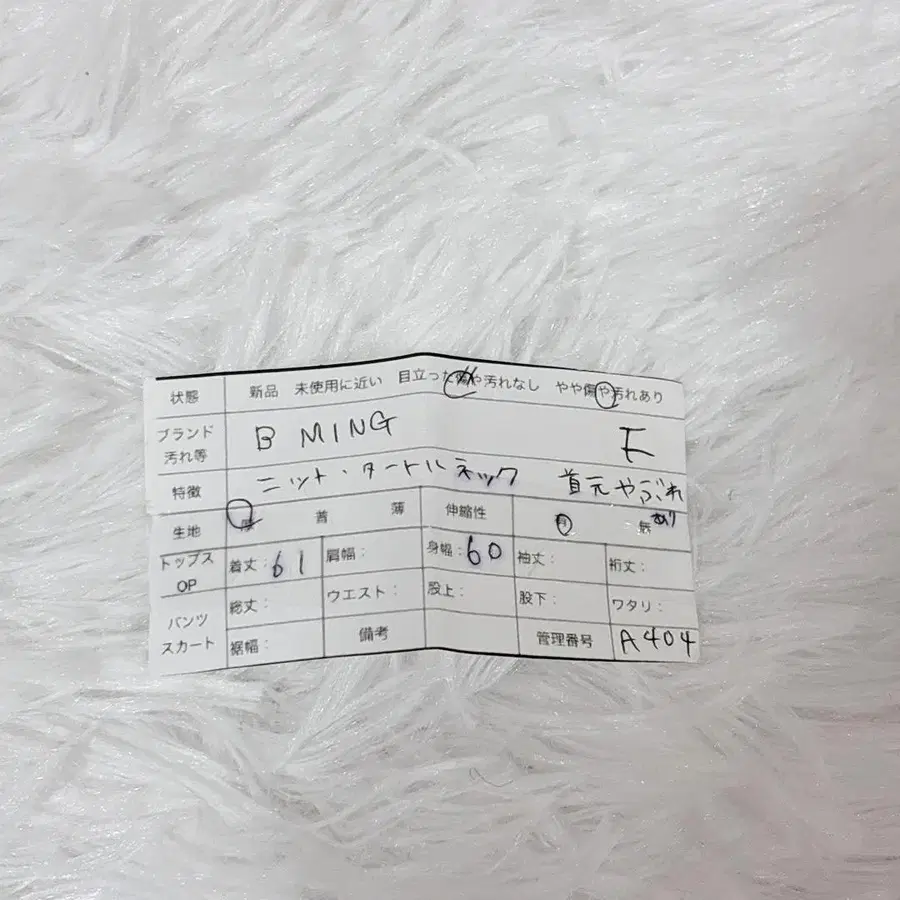 状態 新品 未使用に近い 目立った傷や汚れなし やや傷や汚れあり
ブランド 汚れ等 B MING F
特徴 ニット・タートルネック 首元やぶれあり
生地 厚 普 薄 伸縮性 有 無
トップス OP 着丈: 61 肩幅: 身幅: 60 袖丈: 裄丈:
パンツ スカート 総丈: ウエスト: 股上: 股下: ワタリ:
裾幅: 備考 管理番号 A404